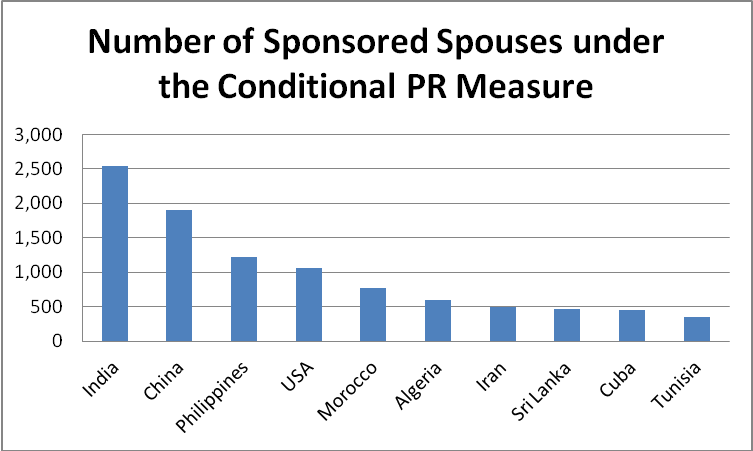 Number of Sponsored Spouses under
the Conditional PR Measure
3,000
2,500
2,000
1,500
1,000
500
0
India
China
Philippines
USA
Morocco
Algeria
Iran
Sri Lanka
Cuba
Tunisia